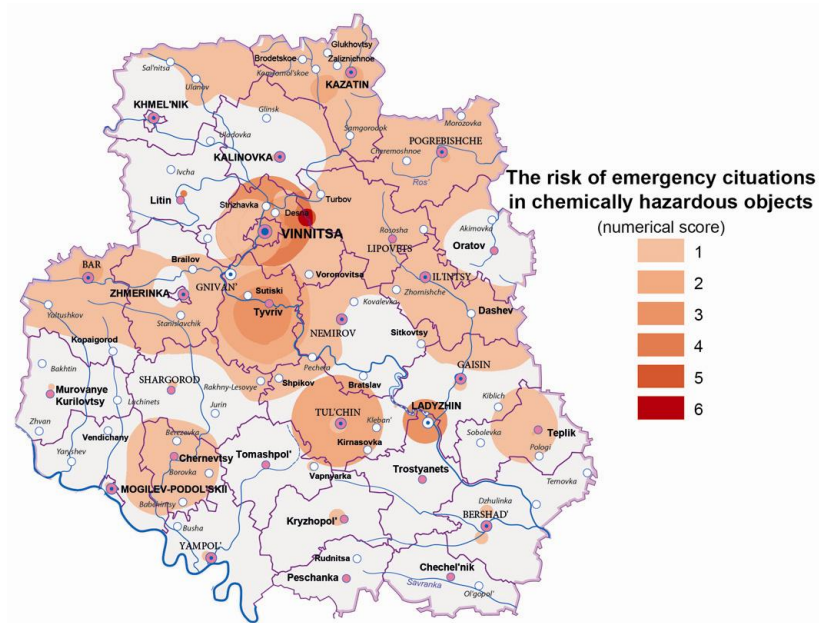 Glukhovtsy
Brodetskoe
Zaliznichnoe
Sal'nitsa
Komsomol'skoe
Ulanov
KAZATIN
KHMEL'NIK
Glinsk
Morozovka
Samgorodok
Uladovka
POGREBISHCHE
Cheremoshnoe
KALINOVKA
Ivcha
Ros'
Litin
Turbov
Strizhavka
Desna
VINNITSA
Rososha
Akimovka
LIPOVETS
Oratov
BAR
Brailov
GNIVAN'
Voronovitsa
IL'INTSY
ZHMERINKA
Sutiski
Zhornishche
Kovalevka
Yaltushkov
Stanislavchik
Tyvriv
Dashev
NEMIROV
Sitkovtsy
Kopaigorod
Bakhtin
Pechera
GAISIN
SHARGOROD
Rakhny-Lesovye
Shpikov
Bratslav
Murovanye
Kurilovtsy
Luchinets
Kiblich
Jurin
TUL'CHIN
LADYZHIN
Zhvan
Kleban'
Vendichany
Berezovka
Kirnasovka
Sobolevka
Teplik
Pologi
Yaryshev
Chernevtsy
Tomashpol'
Borovka
Vapnyarka
Trostyanets
Ternovka
MOGILEV-PODOL'SKII
Babchintsy
Dzhulinka
Kryzhopol'
BERSHAD'
Busha
YAMPOL'
Rudnitsa
Chechel'nik
Peschanka
Savranka
Ol'gopol'
The risk of emergency cituations
in chemically hazardous objects
(numerical score)
1
2
3
4
5
6